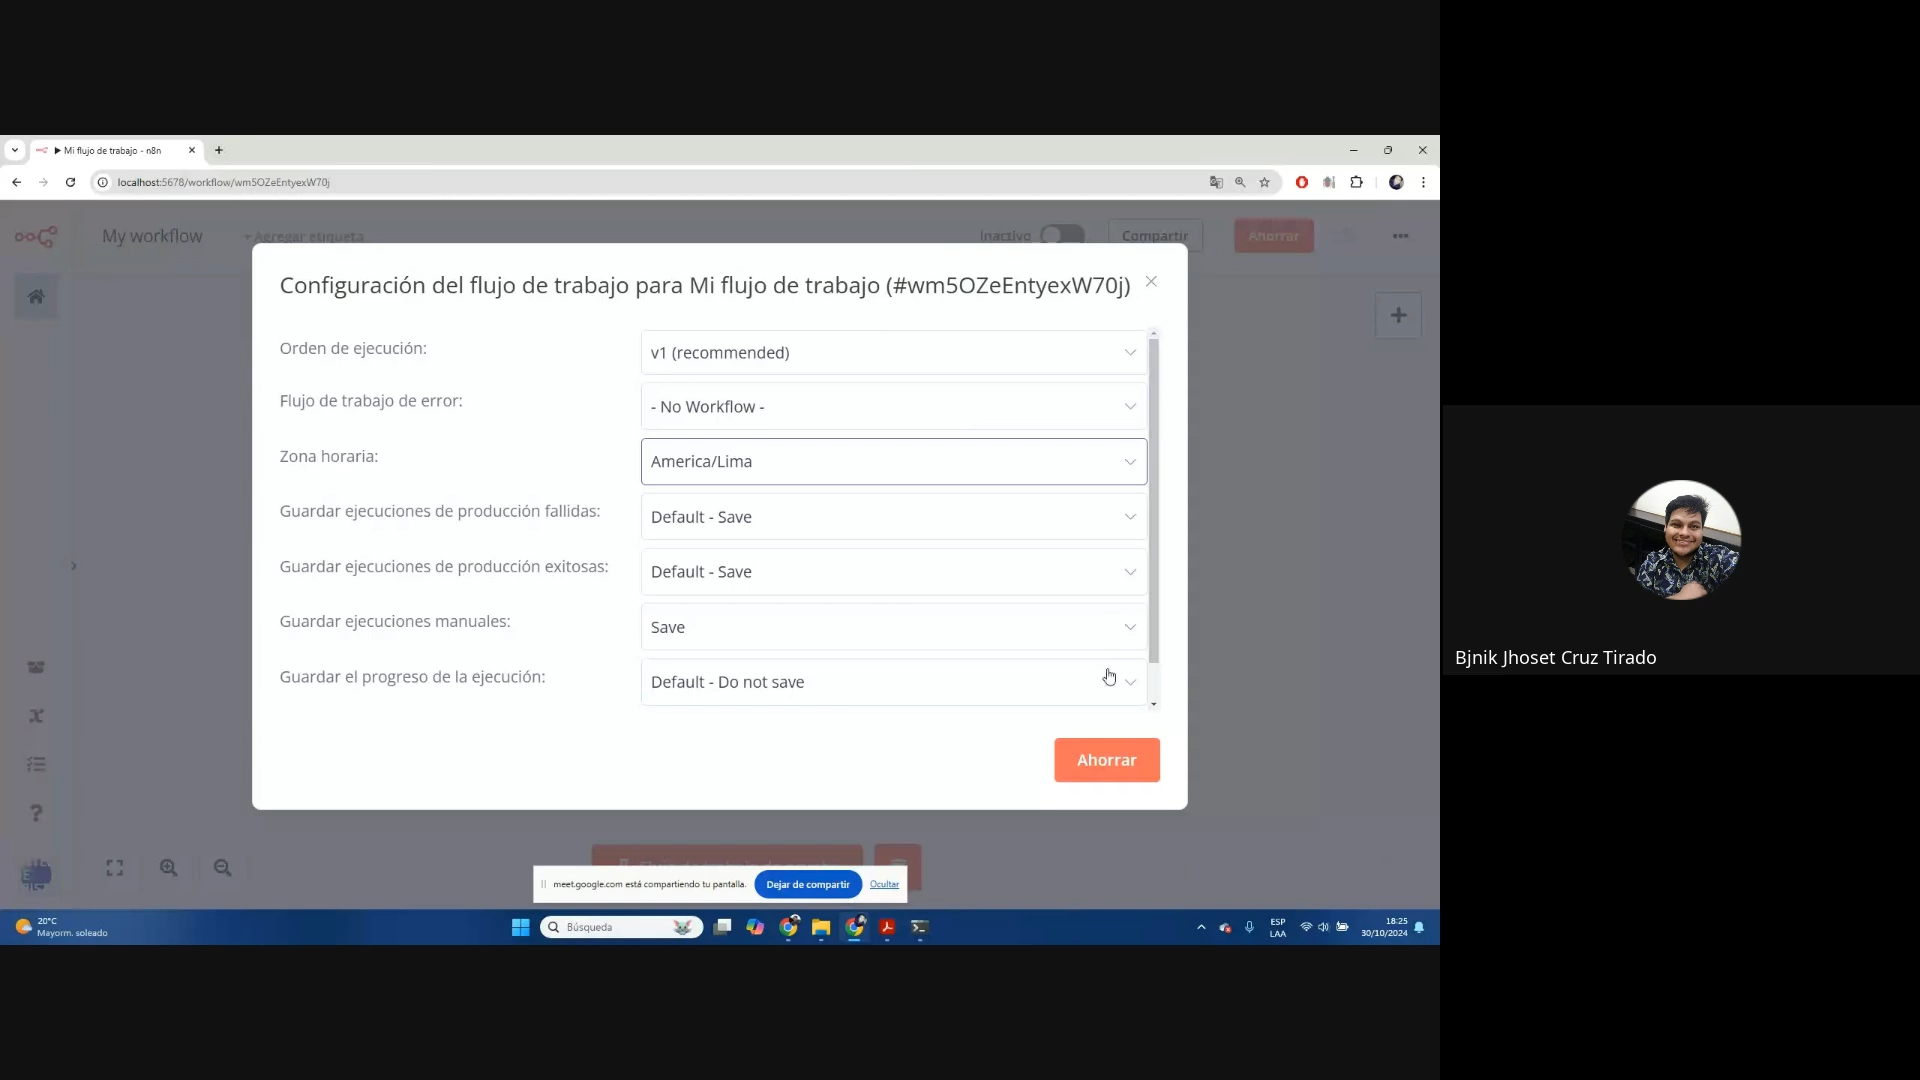 Mi flujo de trabajo - n8n
localhost:5678/workflow/wm5OZeEntyexW70j
My workflow
+ Agregar etiqueta
Inactivo
Compartir
Ahorrar
Configuración del flujo de trabajo para Mi flujo de trabajo (#wm5OZeEntyexW70j)
Orden de ejecución:
v1 (recommended)
Flujo de trabajo de error:
- No Workflow -
Zona horaria:
America/Lima
Guardar ejecuciones de producción fallidas:
Default - Save
Guardar ejecuciones de producción exitosas:
Default - Save
Guardar ejecuciones manuales:
Save
Guardar el progreso de la ejecución:
Default - Do not save
Ahorrar
meet.google.com está compartiendo tu pantalla.
Dejar de compartir
Ocultar
20°C
Mayorm. soleado
Búsqueda
ESP
LAA
18:25
30/10/2024
Bjnik Jhoset Cruz Tirado